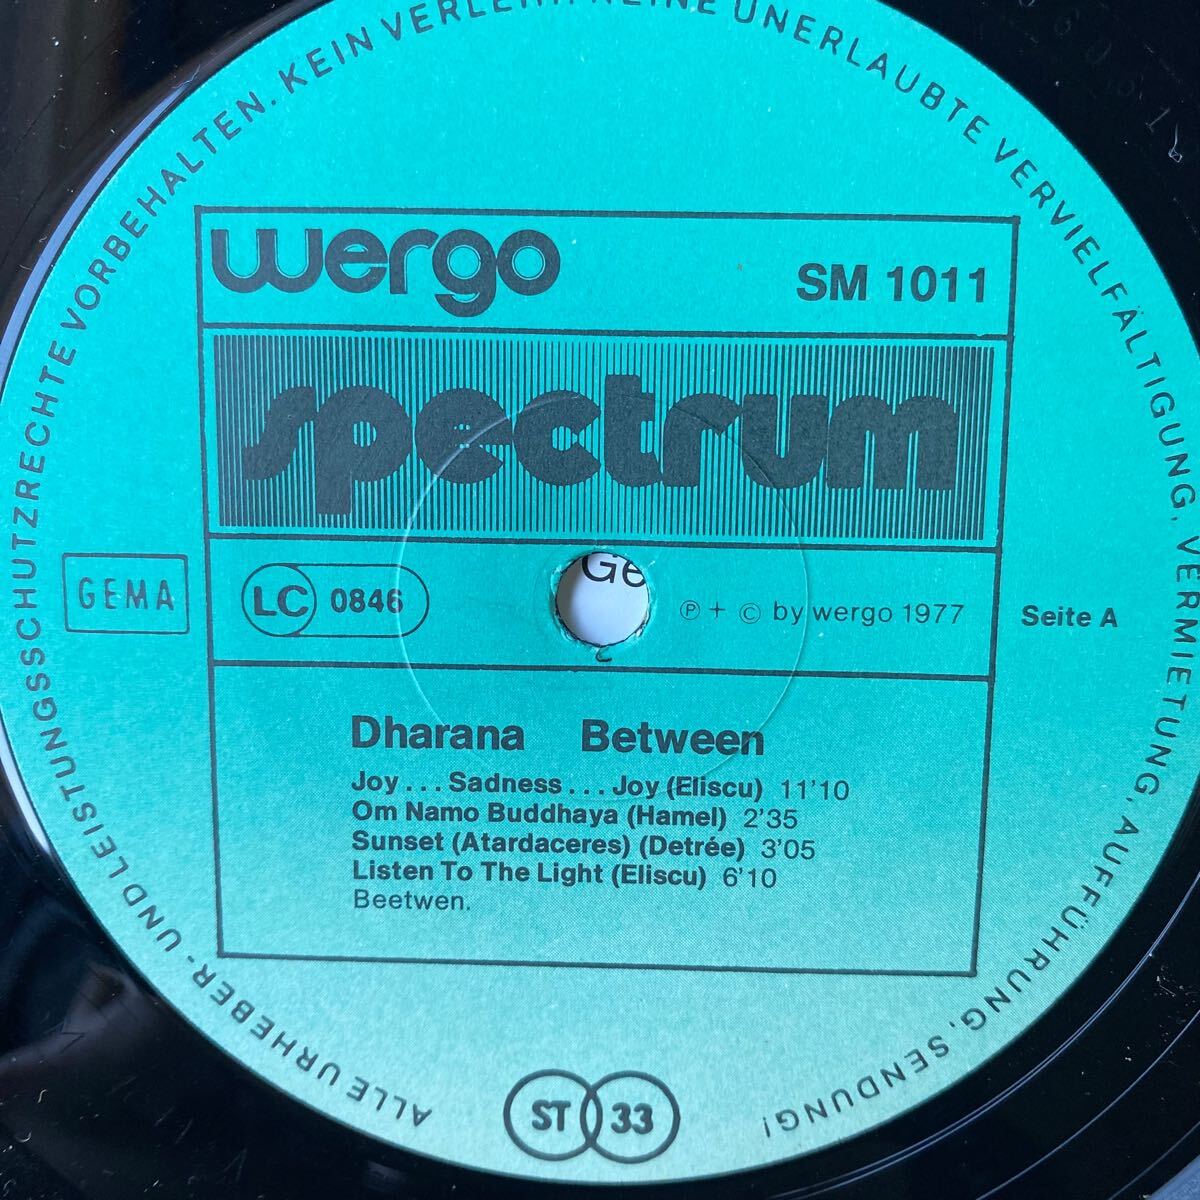 ALLE URHEBER- UND LEISTUNGSSCHUTZRECHTE VORBEHALTEN. KEIN VERLEIH! KEINE UNERLAUBTE VERVIELFÄLTIGUNG, VERMIETUNG, AUFFÜHRUNG, SENDUNG!
wergo
SM 1011
spectrum
GEMA
LC 0846
Ge
℗ + © by wergo 1977
Seite A
Dharana Between
Joy... Sadness... Joy (Eliscu) 11'10
Om Namo Buddhaya (Hamel) 2'35
Sunset (Atardaceres) (Detrée) 3'05
Listen To The Light (Eliscu) 6'10
Beetwen.
ST 33